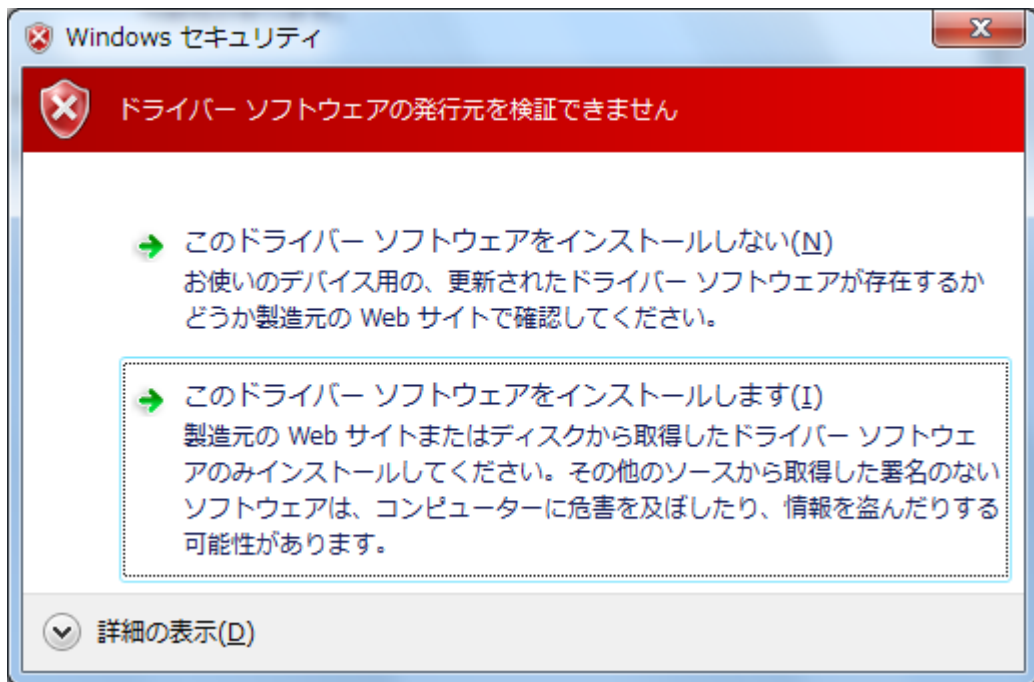 Windows セキュリティ
ドライバー ソフトウェアの発行元を検証できません
このドライバー ソフトウェアをインストールしない(N)
お使いのデバイス用の、更新されたドライバー ソフトウェアが存在するか
どうか製造元の Web サイトで確認してください。
このドライバー ソフトウェアをインストールします(I)
製造元の Web サイトまたはディスクから取得したドライバー ソフトウェ
アのみインストールしてください。その他のソースから取得した署名のない
ソフトウェアは、コンピューターに危害を及ぼしたり、情報を盗んだりする
可能性があります。
詳細の表示(D)